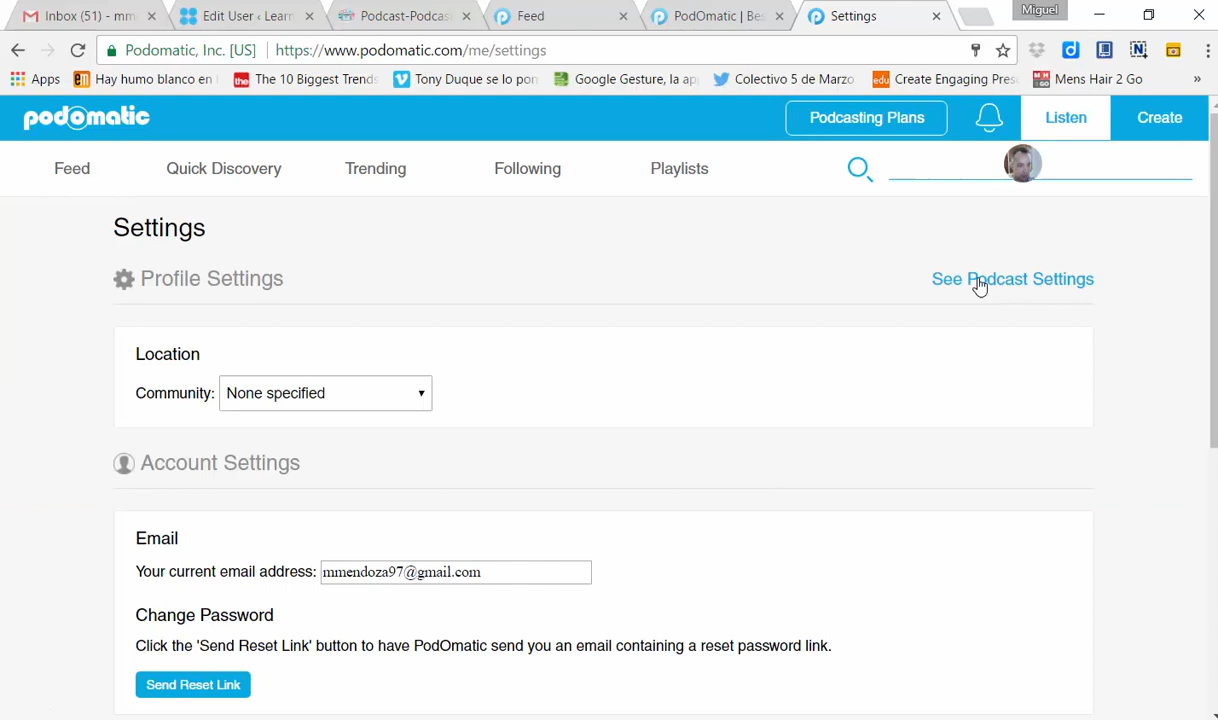 Miguel
Inbox (51) - mm
Edit User ‹ Learn
Podcast-Podcas
Feed
PodOmatic | Bes
Settings
Podomatic, Inc. [US]
https://www.podomatic.com/me/settings
Apps
Hay humo blanco en
The 10 Biggest Trends
Tony Duque se lo pon
Google Gesture, la ap
Colectivo 5 de Marzo
Create Engaging Pres
Mens Hair 2 Go
»
podomatic
Podcasting Plans
Listen
Create
Feed
Quick Discovery
Trending
Following
Playlists
Settings
Profile Settings
See Podcast Settings
Location
Community: None specified
Account Settings
Email
Your current email address: mmendoza97@gmail.com
Change Password
Click the 'Send Reset Link' button to have PodOmatic send you an email containing a reset password link.
Send Reset Link